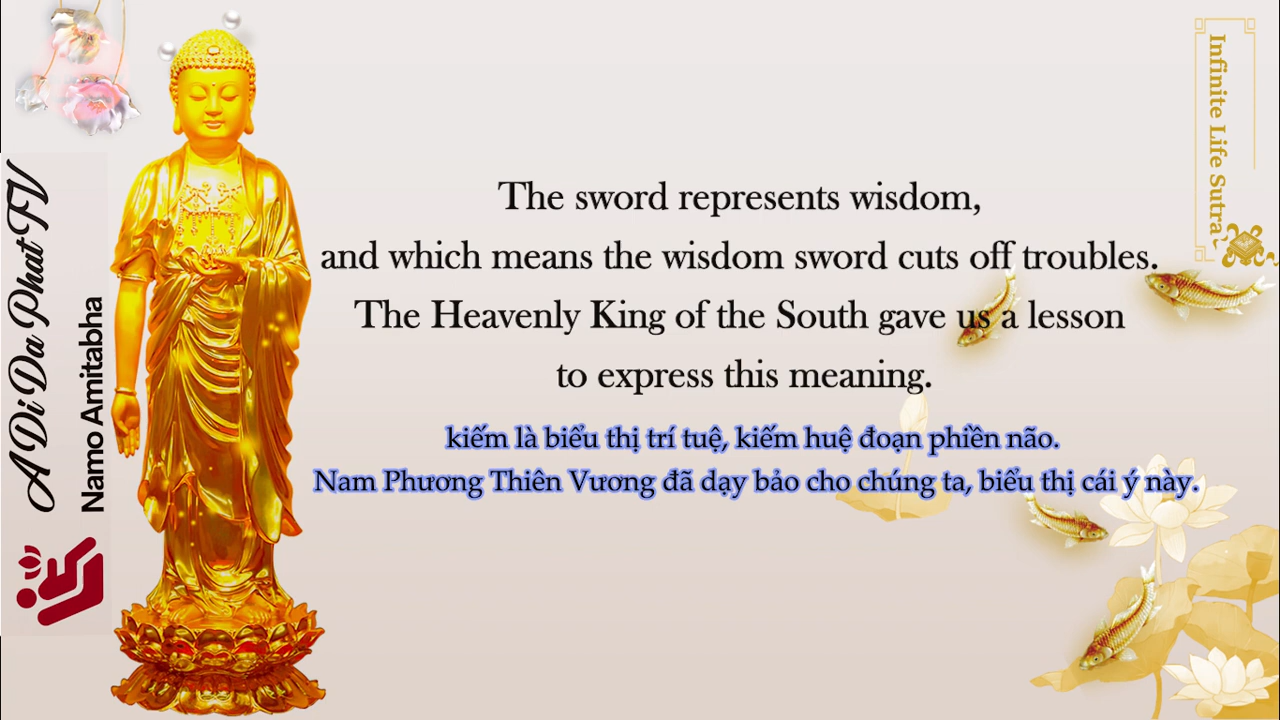 A Di Da Phat TV
Namo Amitabha
The sword represents wisdom,
and which means the wisdom sword cuts off troubles.
The Heavenly King of the South gave us a lesson
to express this meaning.
kiếm là biểu thị trí tuệ, kiếm huệ đoạn phiền não.
Nam Phương Thiên Vương đã dạy bảo cho chúng ta, biểu thị cái ý này.
Infinite Life Sutra